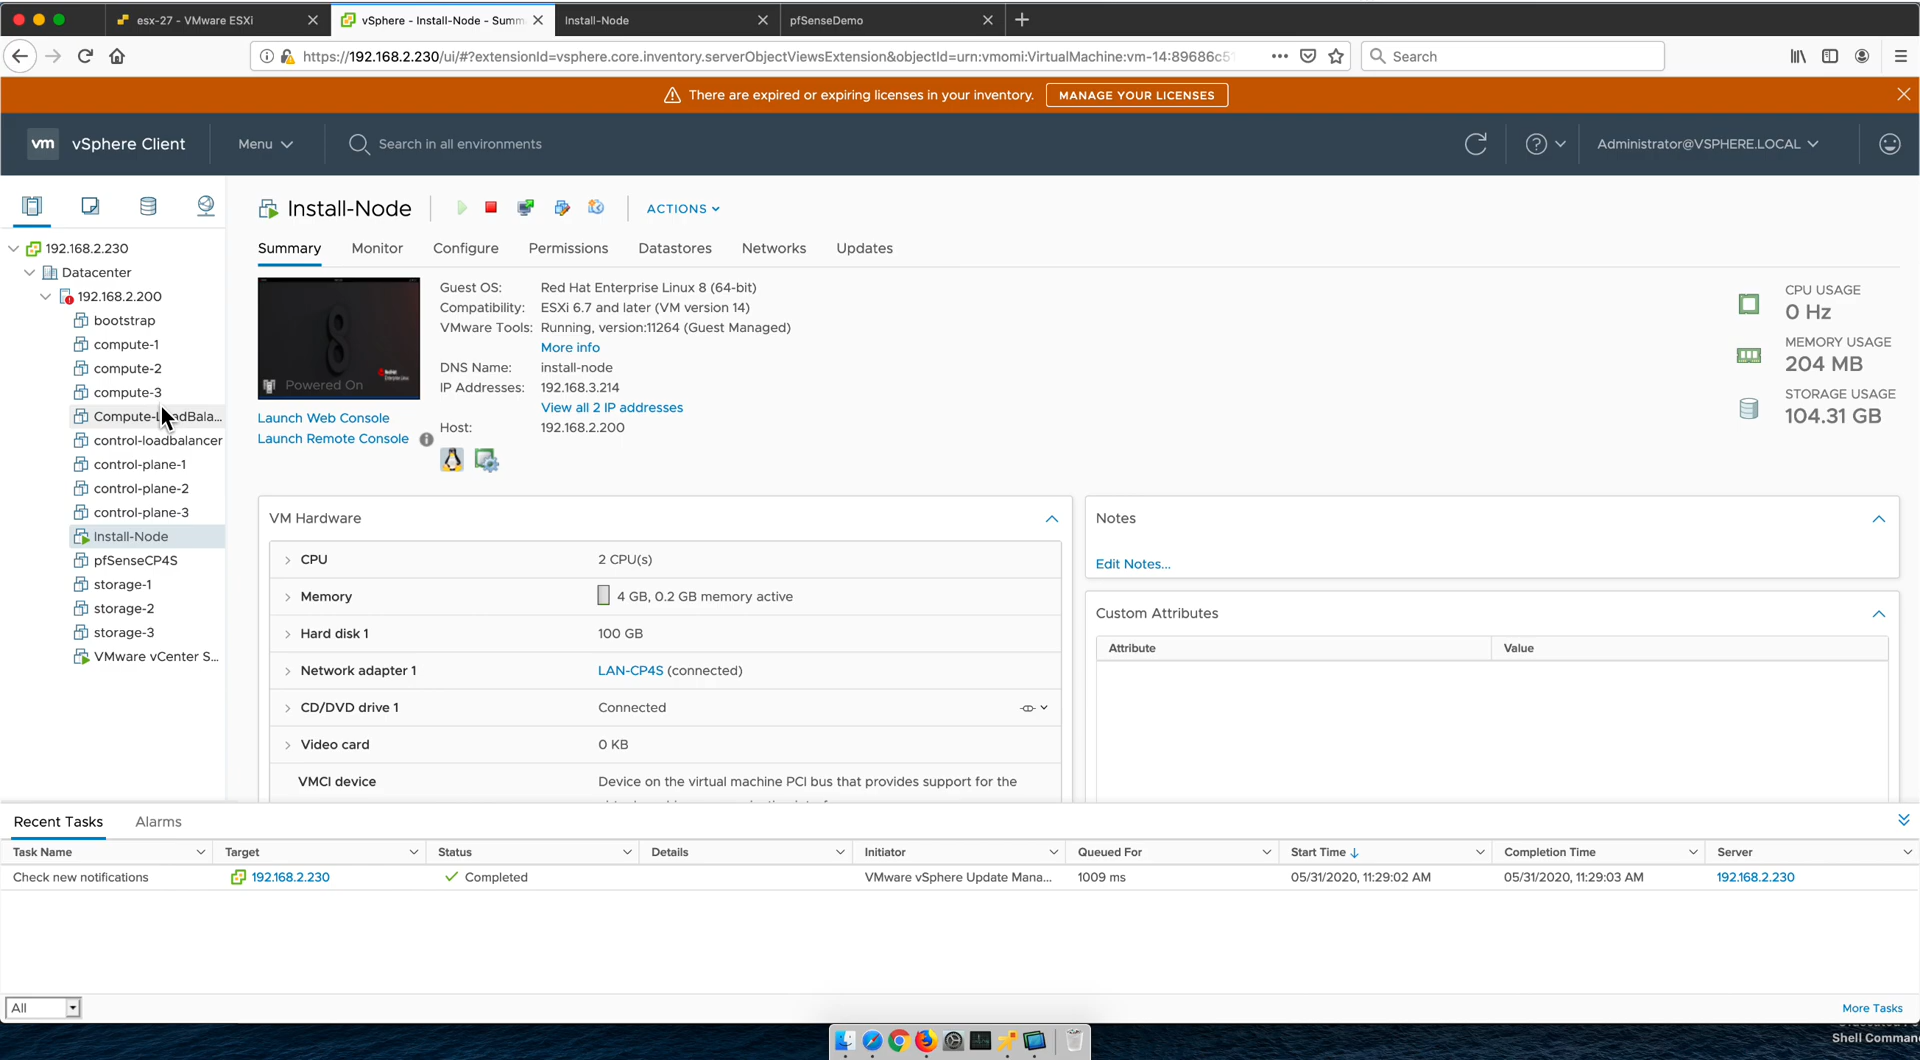 esx-27 - VMware ESXi
vSphere - Install-Node - Summ
Install-Node
pfSenseDemo
https://192.168.2.230/ui/#?extensionId=vsphere.core.inventory.serverObjectViewsExtension&objectId=urn:vmomi:VirtualMachine:vm-14:89686c5
Search
There are expired or expiring licenses in your inventory.
MANAGE YOUR LICENSES
vm
vSphere Client
Menu
Search in all environments
Administrator@VSPHERE.LOCAL
192.168.2.230
Datacenter
192.168.2.200
bootstrap
compute-1
compute-2
compute-3
control-loadbalancer
control-plane-1
control-plane-2
control-plane-3
Install-Node
pfSenseCP4S
storage-1
storage-2
storage-3
VMware vCenter S...
Install-Node
ACTIONS
Summary
Monitor
Configure
Permissions
Datastores
Networks
Updates
8
Powered On
Launch Web Console
Launch Remote Console
Guest OS: Red Hat Enterprise Linux 8 (64-bit)
Compatibility: ESXi 6.7 and later (VM version 14)
VMware Tools: Running, version:11264 (Guest Managed)
More info
DNS Name: install-node
IP Addresses: 192.168.3.214
View all 2 IP addresses
Host: 192.168.2.200
CPU USAGE
0 Hz
MEMORY USAGE
204 MB
STORAGE USAGE
104.31 GB
VM Hardware
CPU 2 CPU(s)
Memory 4 GB, 0.2 GB memory active
Hard disk 1 100 GB
Network adapter 1 LAN-CP4S (connected)
CD/DVD drive 1 Connected
Video card 0 KB
VMCI device Device on the virtual machine PCI bus that provides support for the
Notes
Edit Notes...
Custom Attributes
Attribute Value
Recent Tasks
Alarms
Task Name Target Status Details Initiator Queued For Start Time Completion Time Server
Check new notifications 192.168.2.230 Completed VMware vSphere Update Mana... 1009 ms 05/31/2020, 11:29:02 AM 05/31/2020, 11:29:03 AM 192.168.2.230
All
More Tasks
Shell Comman